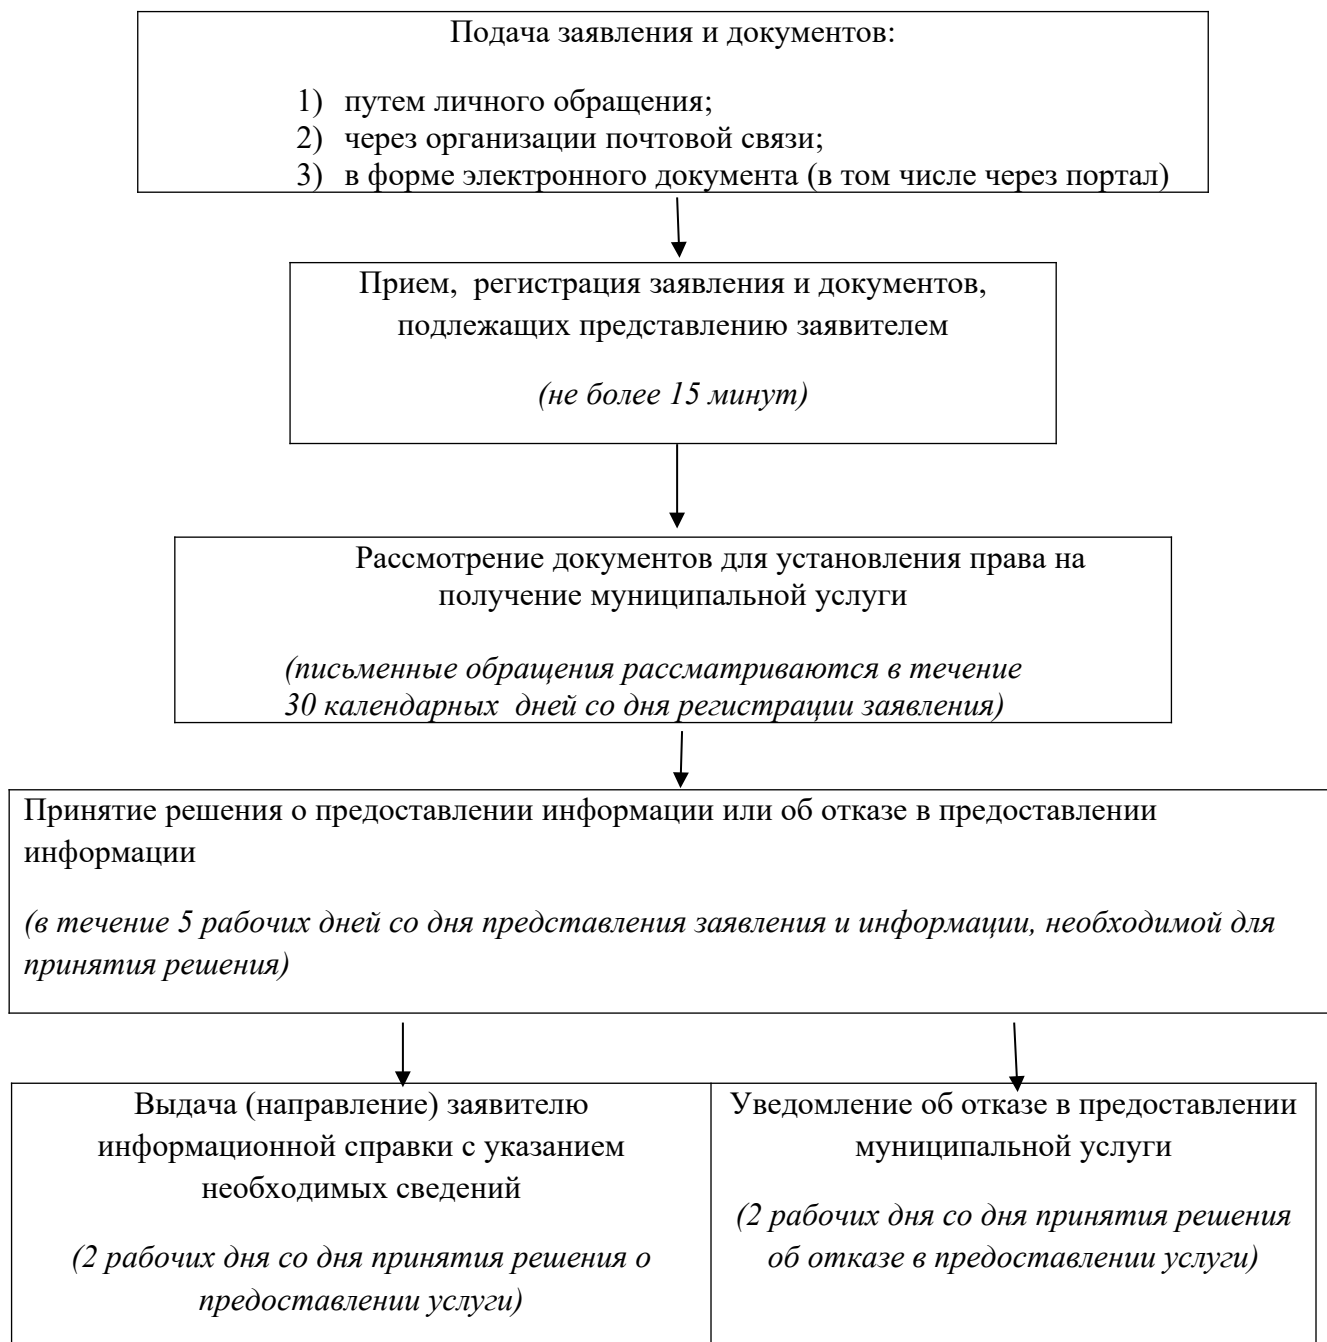 Подача заявления и документов:
1) путем личного обращения;
2) через организации почтовой связи;
3) в форме электронного документа (в том числе через портал)
Прием,  регистрация заявления и документов,
подлежащих представлению заявителем
(не более 15 минут)
Рассмотрение документов для установления права на
получение муниципальной услуги
(письменные обращения рассматриваются в течение
30 календарных  дней со дня регистрации заявления)
Принятие решения о предоставлении информации или об отказе в предоставлении
информации
(в течение 5 рабочих дней со дня представления заявления и информации, необходимой для
принятия решения)
Выдача (направление) заявителю
информационной справки с указанием
необходимых сведений
(2 рабочих дня со дня принятия решения о
предоставлении услуги)
Уведомление об отказе в предоставлении
муниципальной услуги
(2 рабочих дня со дня принятия решения
об отказе в предоставлении услуги)